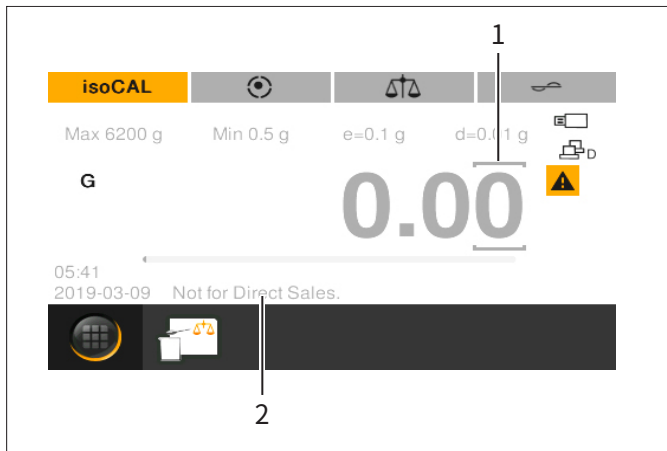 1
isoCAL
Max 6200 g Min 0.5 g e=0.1 g d=0.01 g
D
G 0.00
05:41
2019-03-09 Not for Direct Sales.
2